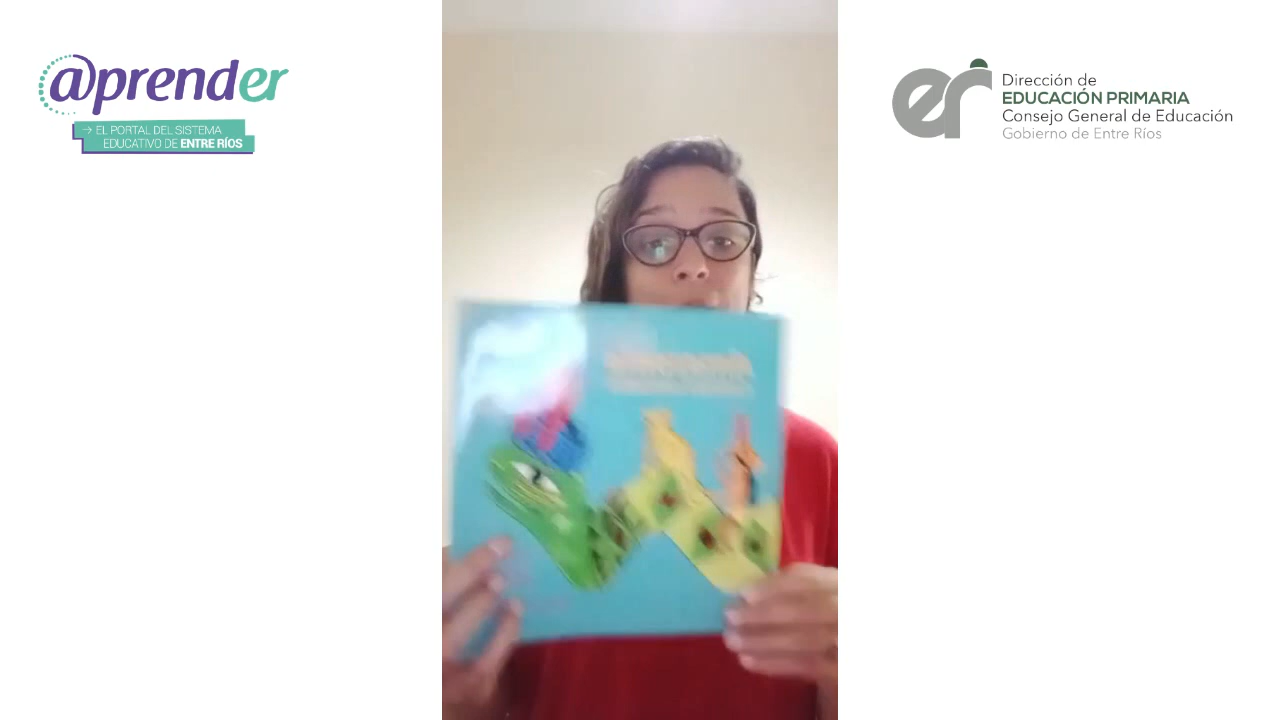 @prender
→ EL PORTAL DEL SISTEMA
EDUCATIVO DE ENTRE RÍOS
er
Dirección de
EDUCACIÓN PRIMARIA
Consejo General de Educación
Gobierno de Entre Ríos